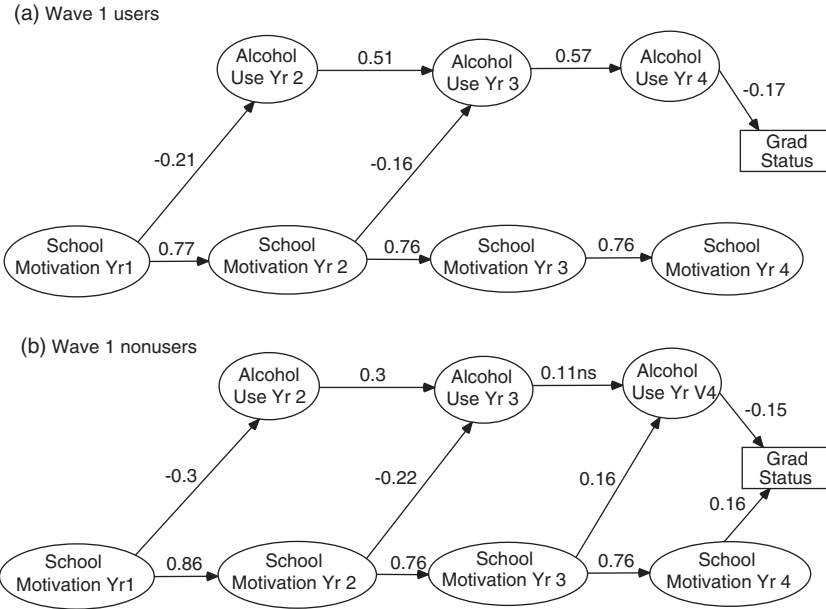 (a) Wave 1 users
Alcohol
Use Yr 2
0.51
Alcohol
Use Yr 3
0.57
Alcohol
Use Yr 4
-0.17
Grad
Status
-0.21
-0.16
School
Motivation Yr1
0.77
School
Motivation Yr 2
0.76
School
Motivation Yr 3
0.76
School
Motivation Yr 4
(b) Wave 1 nonusers
Alcohol
Use Yr 2
0.3
Alcohol
Use Yr 3
0.11ns
Alcohol
Use Yr V4
-0.15
Grad
Status
-0.3
-0.22
0.16
0.16
School
Motivation Yr1
0.86
School
Motivation Yr 2
0.76
School
Motivation Yr 3
0.76
School
Motivation Yr 4